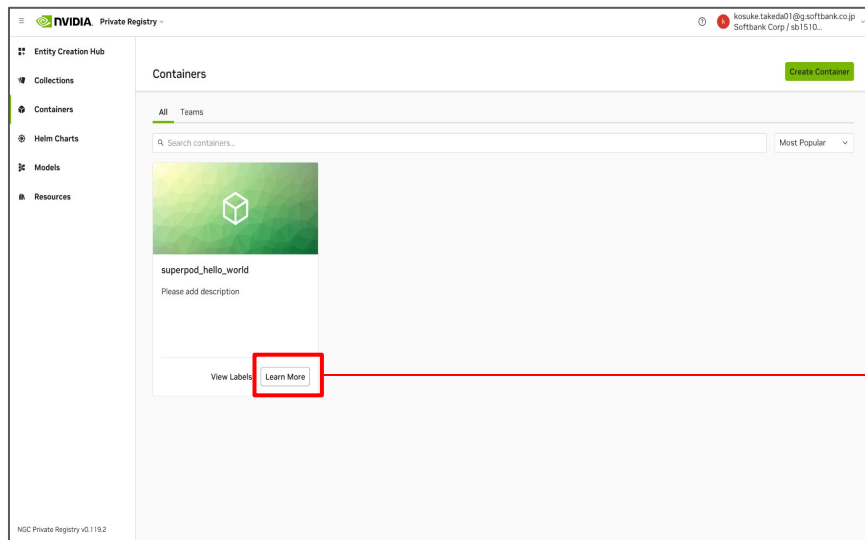 NVIDIA. Private Registry
kosuke.takeda01@g.softbank.co.jp
k
Softbank Corp / sb1510...
Entity Creation Hub
Collections
Containers
Helm Charts
Models
Resources
Containers
Create Container
All Teams
Search containers...
Most Popular
superpod_hello_world
Please add description
View Labels
Learn More
NGC Private Registry v0.119.2